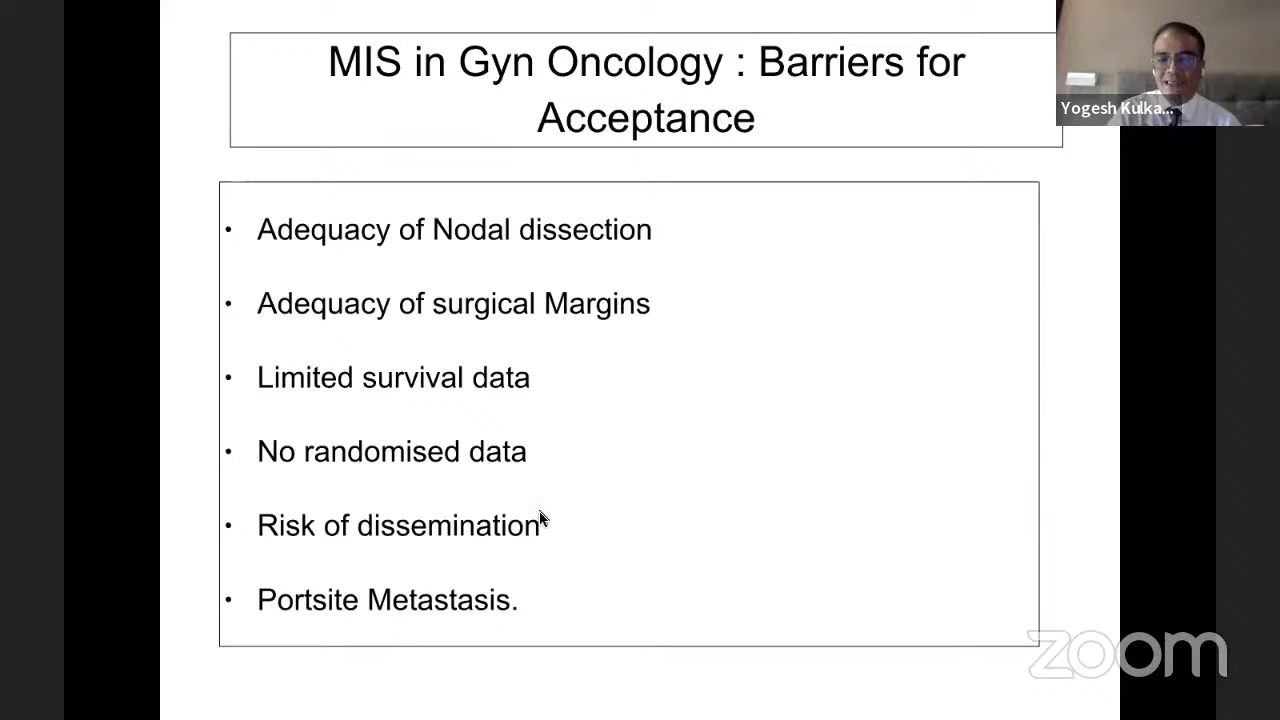 MIS in Gyn Oncology : Barriers for
Acceptance
Yogesh Kulka...
• Adequacy of Nodal dissection
• Adequacy of surgical Margins
• Limited survival data
• No randomised data
• Risk of dissemination
• Portsite Metastasis.
zoom